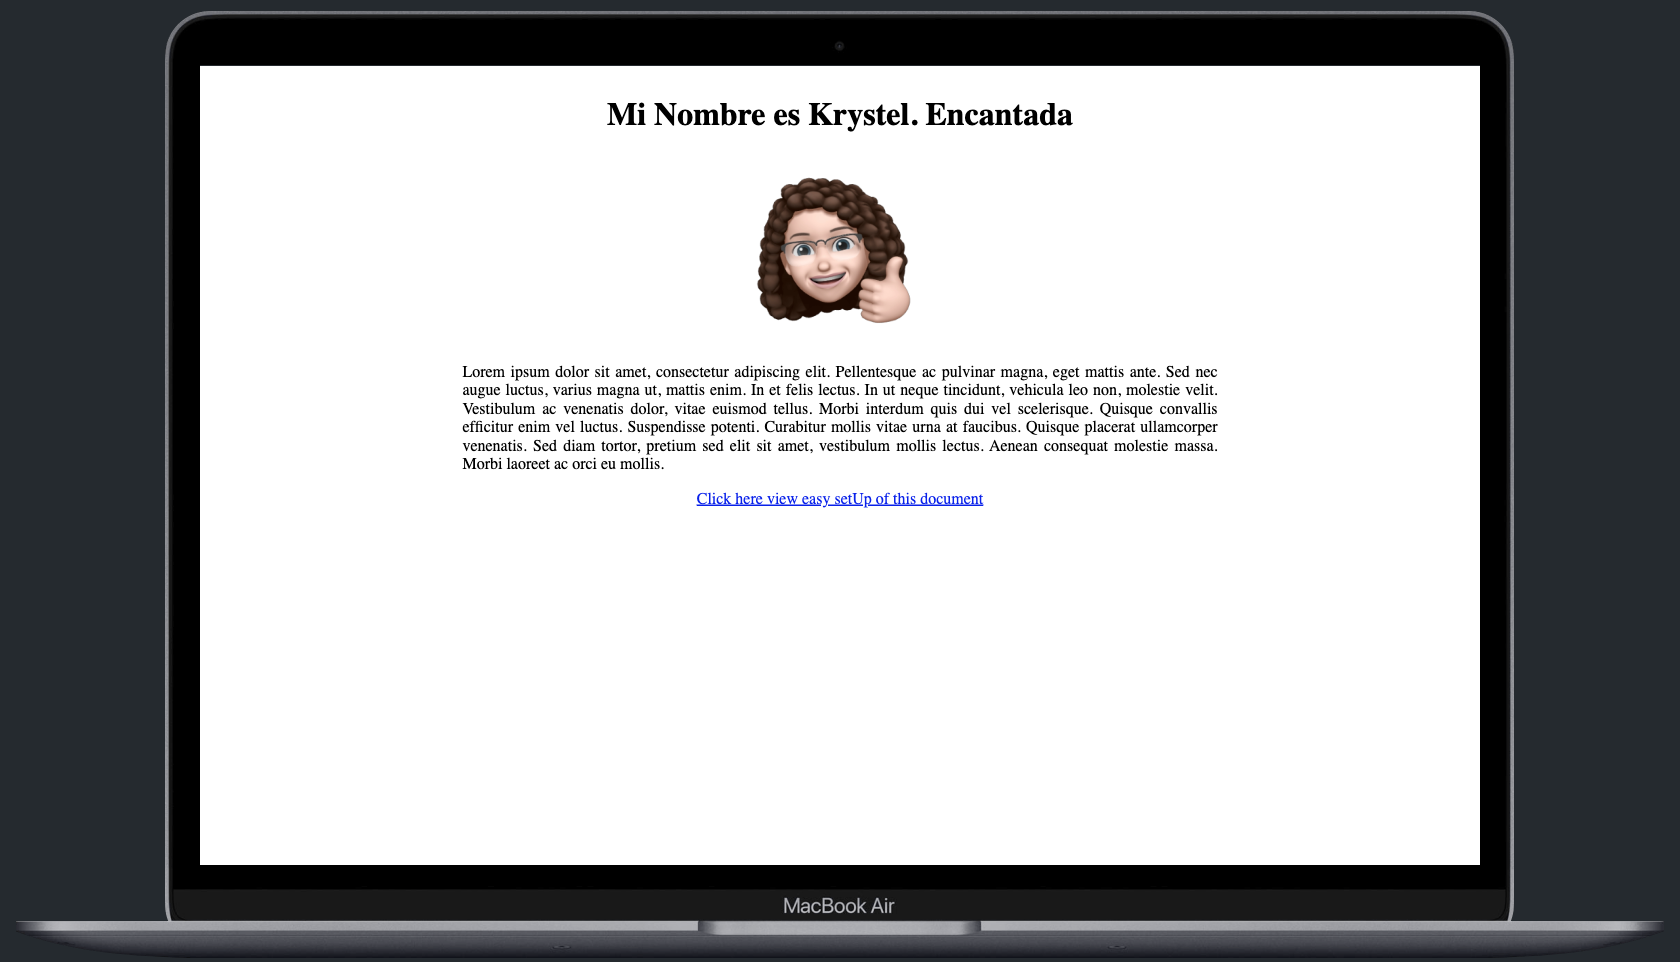 Mi Nombre es Krystel. Encantada
Lorem ipsum dolor sit amet, consectetur adipiscing elit. Pellentesque ac pulvinar magna, eget mattis ante. Sed nec
augue luctus, varius magna ut, mattis enim. In et felis lectus. In ut neque tincidunt, vehicula leo non, molestie velit.
Vestibulum ac venenatis dolor, vitae euismod tellus. Morbi interdum quis dui vel scelerisque. Quisque convallis
efficitur enim vel luctus. Suspendisse potenti. Curabitur mollis vitae urna at faucibus. Quisque placerat ullamcorper
venenatis. Sed diam tortor, pretium sed elit sit amet, vestibulum mollis lectus. Aenean consequat molestie massa.
Morbi laoreet ac orci eu mollis.
Click here view easy setUp of this document
MacBook Air